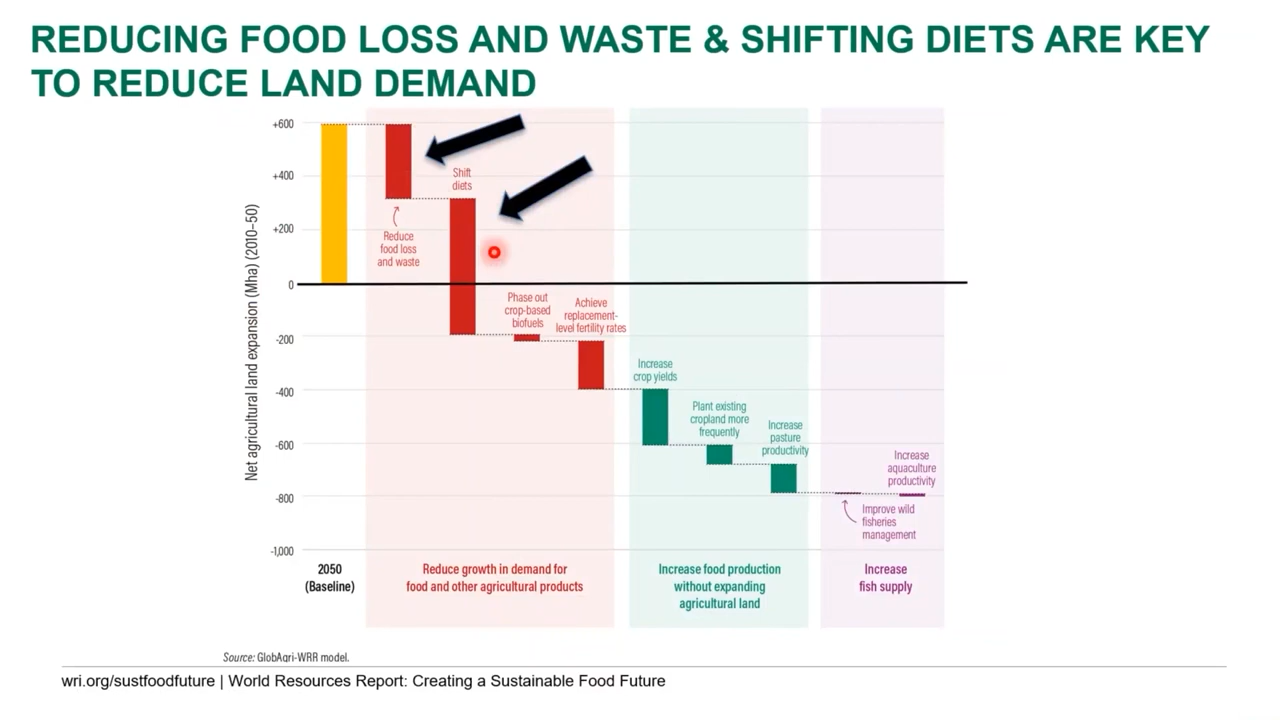 REDUCING FOOD LOSS AND WASTE & SHIFTING DIETS ARE KEY
TO REDUCE LAND DEMAND
Net agricultural land expansion (Mha) (2010–50)
+600
+400
+200
0
-200
-400
-600
-800
-1,000
Reduce
food loss
and waste
Shift
diets
Phase out
crop-based
biofuels
Achieve
replacement-
level fertility rates
Increase
crop yields
Plant existing
cropland more
frequently
Increase
pasture
productivity
Improve wild
fisheries
management
Increase
aquaculture
productivity
2050
(Baseline)
Reduce growth in demand for
food and other agricultural products
Increase food production
without expanding
agricultural land
Increase
fish supply
Source: GlobAgri-WRR model.
wri.org/sustfoodfuture | World Resources Report: Creating a Sustainable Food Future